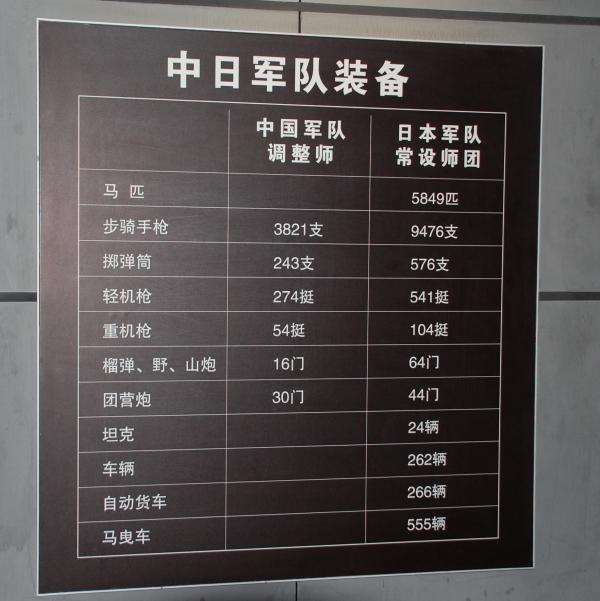 中日军队装备
中国军队 日本军队
调整师 常设师团
马 匹 5849匹
步骑手枪 3821支 9476支
掷弹筒 243支 576支
轻机枪 274挺 541挺
重机枪 54挺 104挺
榴弹、野、山炮 16门 64门
团营炮 30门 44门
坦克 24辆
车辆 262辆
自动货车 266辆
马曳车 555辆